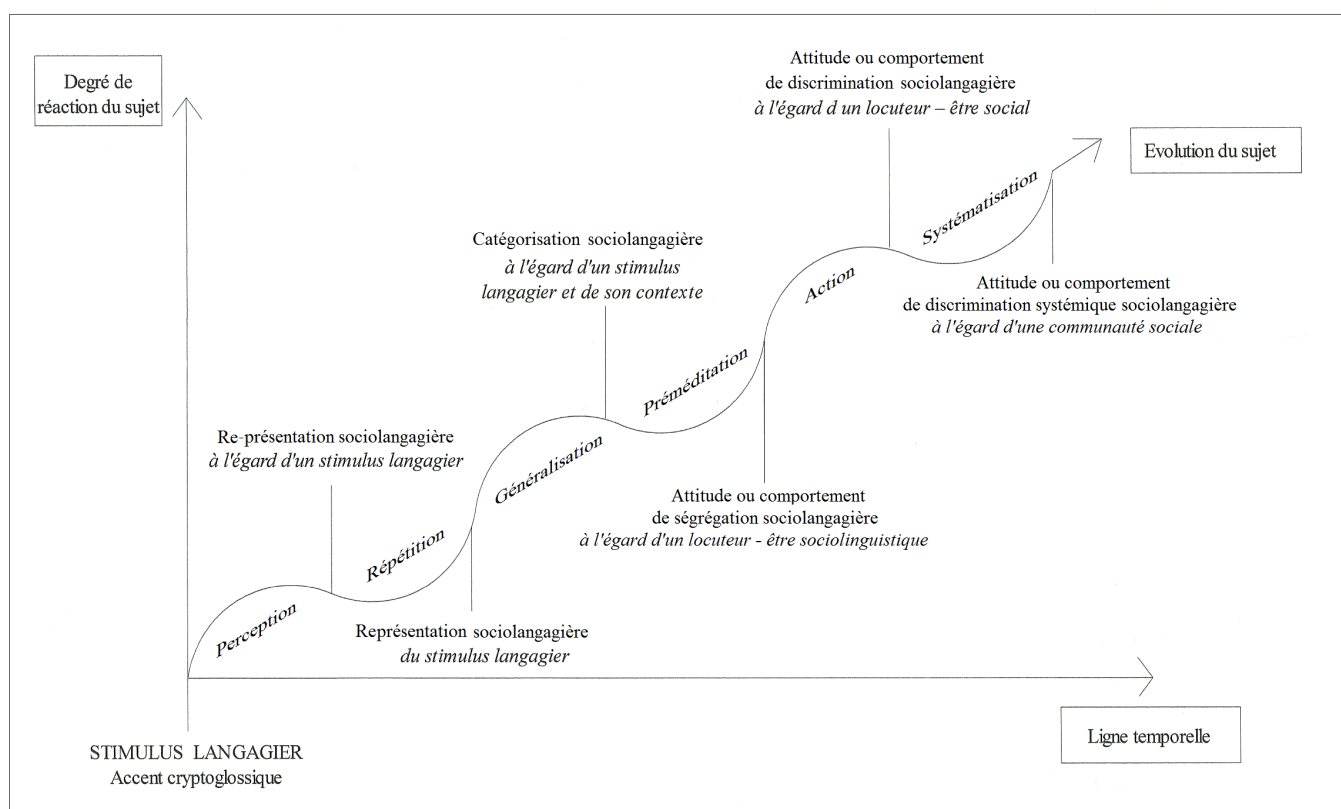 Degré de
réaction du sujet
Attitude ou comportement
de discrimination sociolangagière
à l'égard d un locuteur – être social
Evolution du sujet
Systématisation
Catégorisation sociolangagière
à l'égard d'un stimulus
langagier et de son contexte
Action
Attitude ou comportement
de discrimination systémique sociolangagière
à l'égard d'une communauté sociale
Préméditation
Re-présentation sociolangagière
à l'égard d'un stimulus langagier
Généralisation
Attitude ou comportement
de ségrégation sociolangagière
à l'égard d'un locuteur - être sociolinguistique
Répétition
Perception
Représentation sociolangagière
du stimulus langagier
Ligne temporelle
STIMULUS LANGAGIER
Accent cryptoglossique